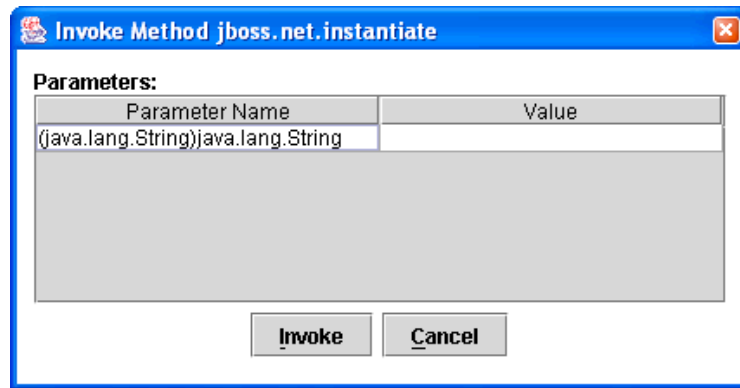 Invoke Method jboss.net.instantiate
Parameters:
Parameter Name Value
(java.lang.String)java.lang.String
Invoke Cancel